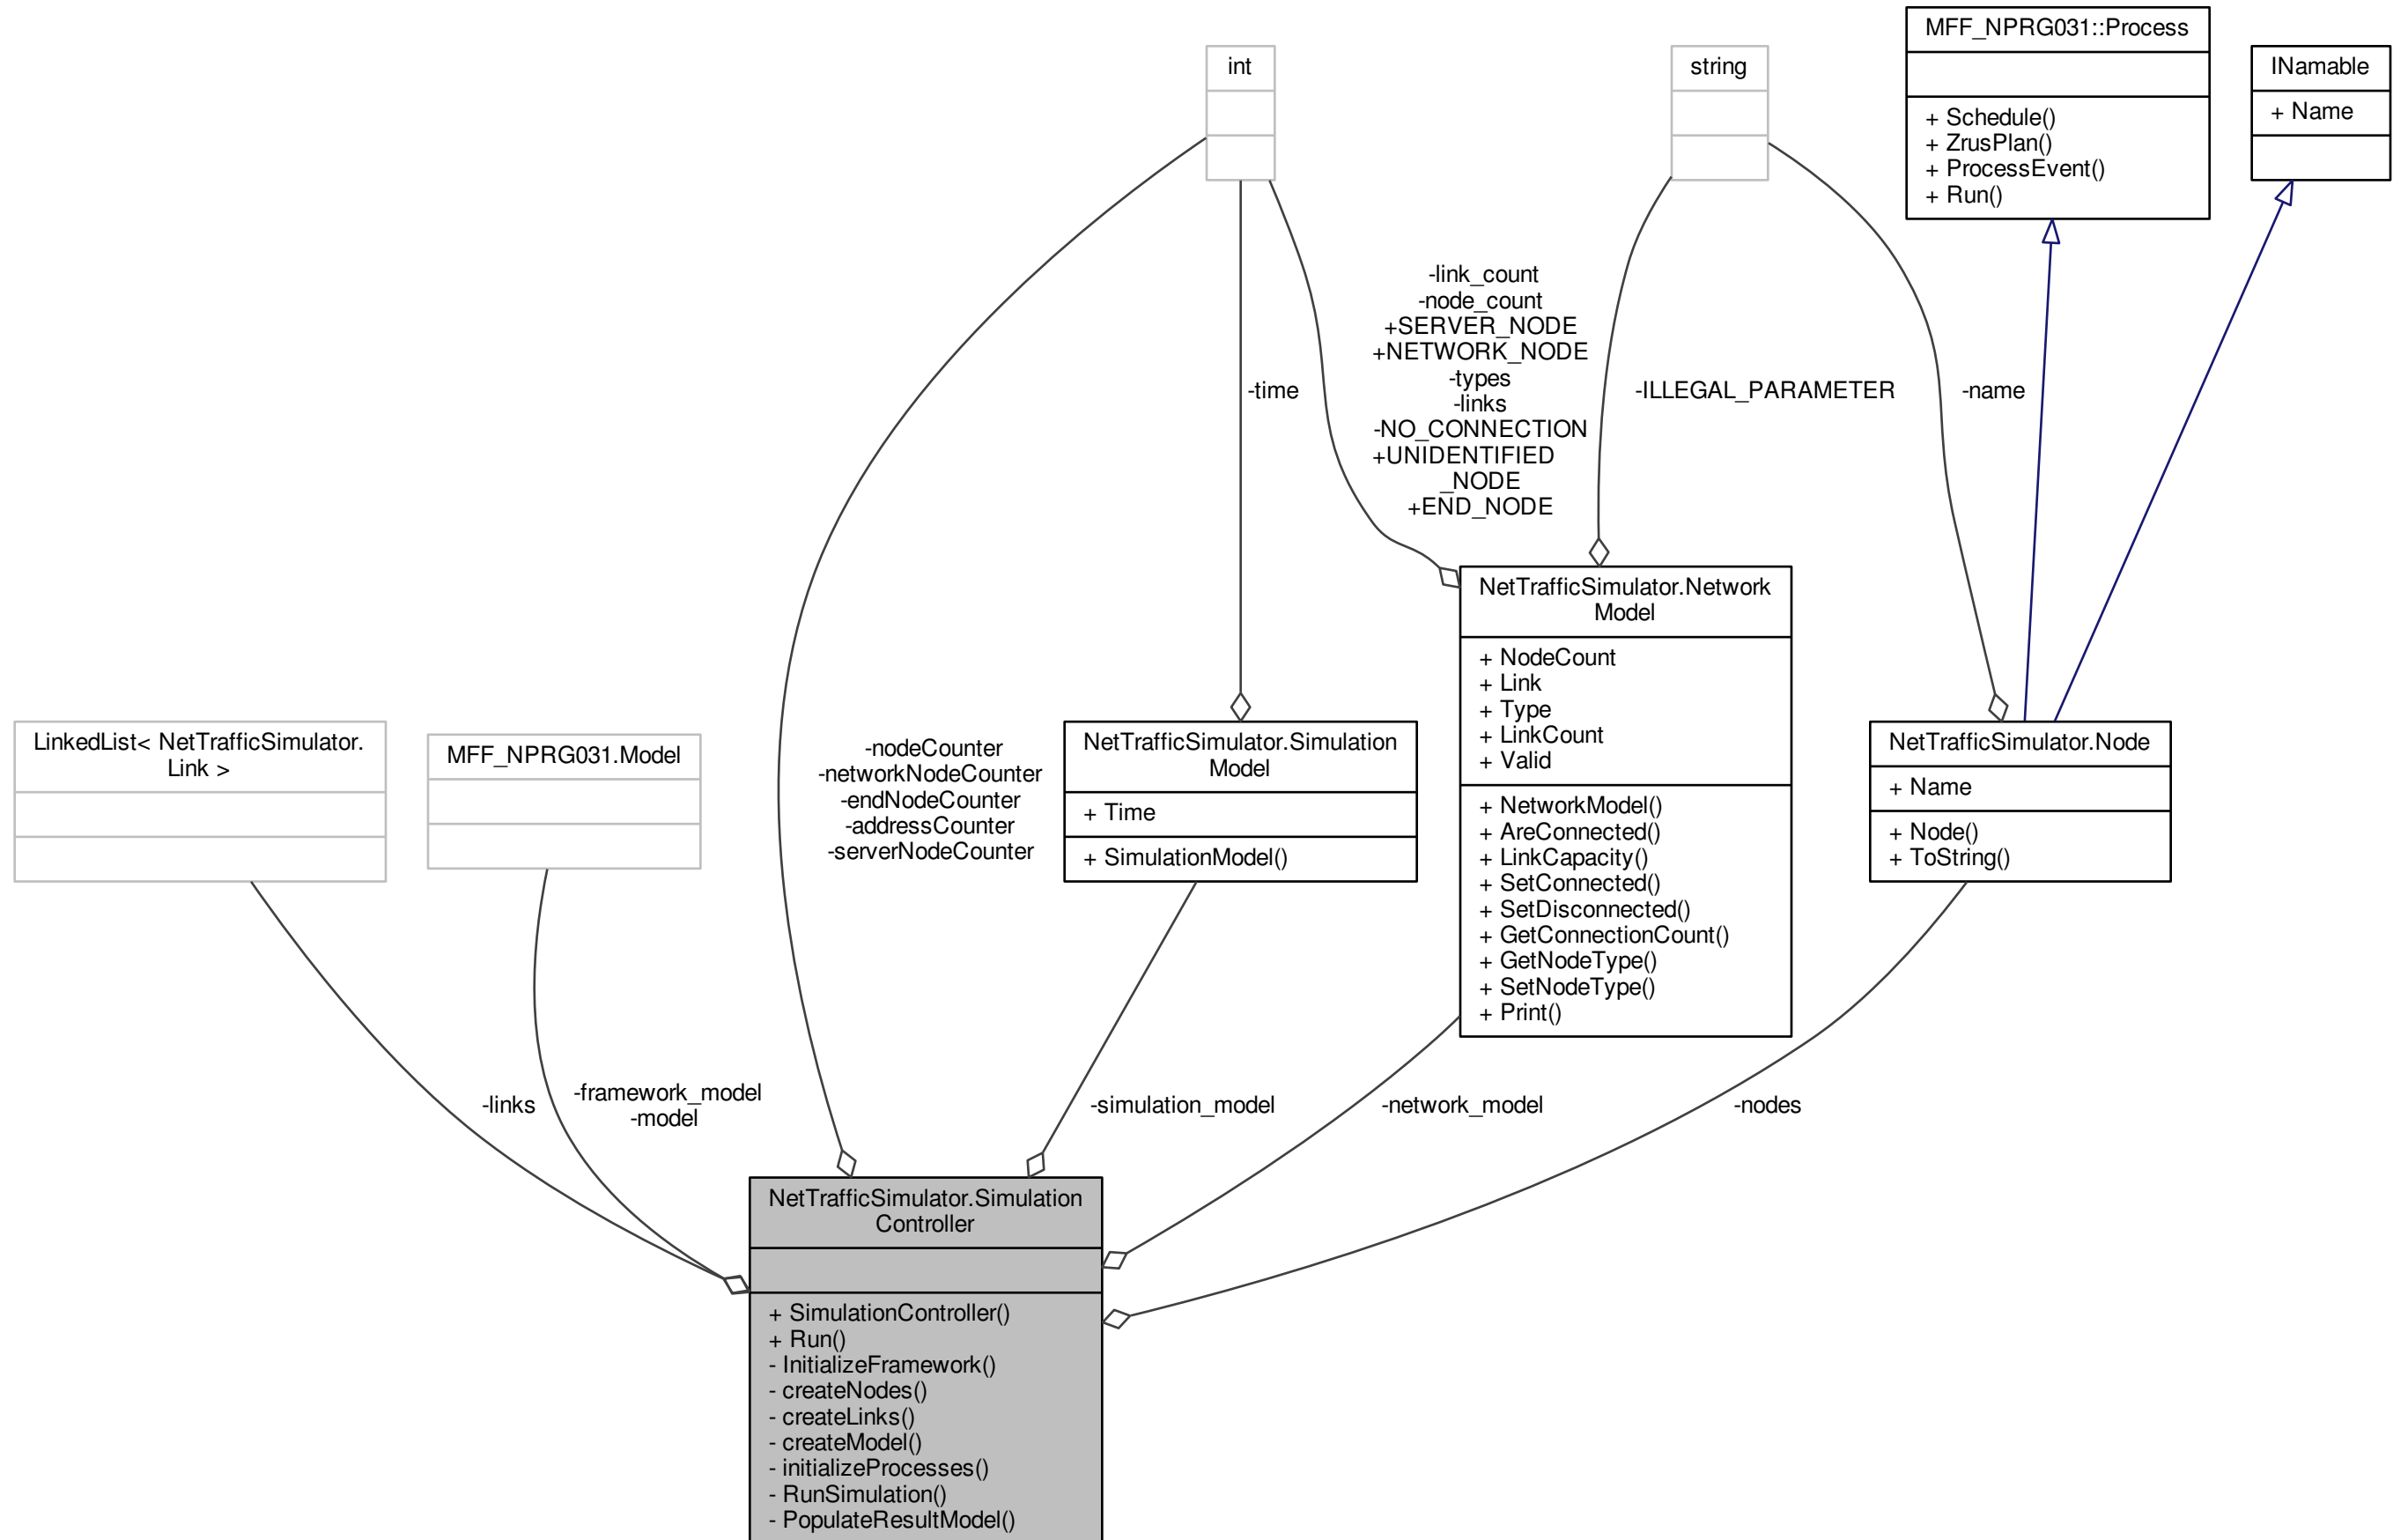 MFF_NPRG031::Process
+ Schedule()
+ ZrusPlan()
+ ProcessEvent()
+ Run()
int
string
INamable
+ Name
-link_count
-node_count
+SERVER_NODE
+NETWORK_NODE
-types
-links
-NO_CONNECTION
+UNIDENTIFIED
_NODE
+END_NODE
-time
-ILLEGAL_PARAMETER
-name
NetTrafficSimulator.Network
Model
+ NodeCount
+ Link
+ Type
+ LinkCount
+ Valid
+ NetworkModel()
+ AreConnected()
+ LinkCapacity()
+ SetConnected()
+ SetDisconnected()
+ GetConnectionCount()
+ GetNodeType()
+ SetNodeType()
+ Print()
LinkedList< NetTrafficSimulator.
Link >
MFF_NPRG031.Model
-nodeCounter
-networkNodeCounter
-endNodeCounter
-addressCounter
-serverNodeCounter
NetTrafficSimulator.Simulation
Model
+ Time
+ SimulationModel()
NetTrafficSimulator.Node
+ Name
+ Node()
+ ToString()
-links
-framework_model
-model
-simulation_model
-network_model
-nodes
NetTrafficSimulator.Simulation
Controller
+ SimulationController()
+ Run()
- InitializeFramework()
- createNodes()
- createLinks()
- createModel()
- initializeProcesses()
- RunSimulation()
- PopulateResultModel()